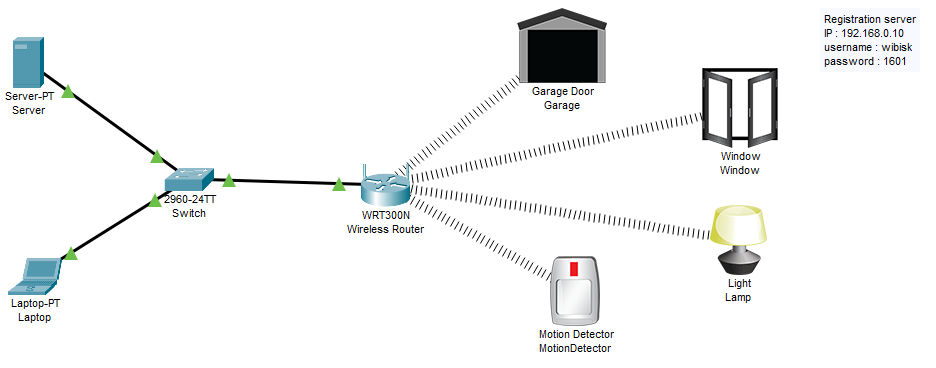 Registration server
IP : 192.168.0.10
username : wibisk
password : 1601
Server-PT
Server
Garage Door
Garage
Window
Window
2960-24TT
Switch
WRT300N
Wireless Router
Light
Lamp
Laptop-PT
Laptop
Motion Detector
MotionDetector